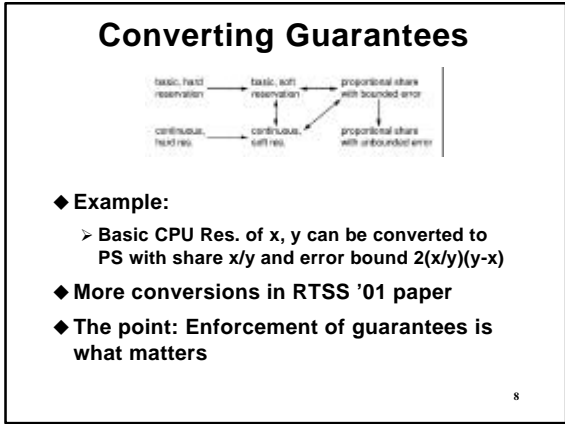 Converting Guarantees
basic, hard
reservation
basic, soft
reservation
proportional share
with bounded error
continuous,
hard res.
continuous,
soft res.
proportional share
with unbounded error
◆ Example:
➢ Basic CPU Res. of x, y can be converted to
PS with share x/y and error bound 2(x/y)(y-x)
◆ More conversions in RTSS '01 paper
◆ The point: Enforcement of guarantees is
what matters
8